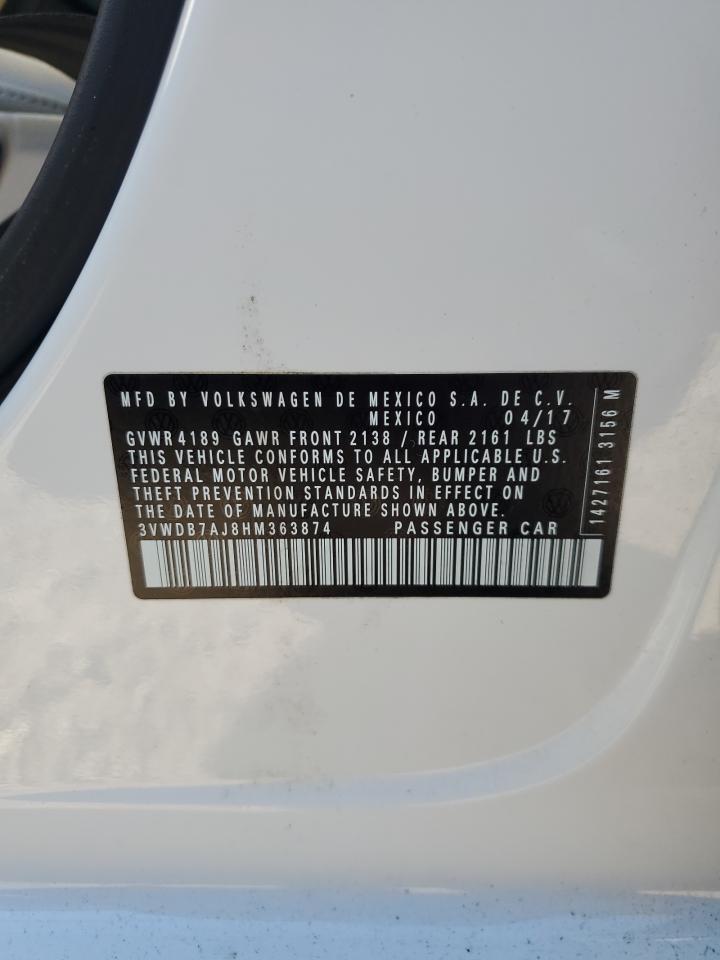 MFD BY VOLKSWAGEN DE MEXICO S.A. DE C.V.
MEXICO 04/17
GVWR4189 GAWR FRONT 2138 / REAR 2161 LBS
THIS VEHICLE CONFORMS TO ALL APPLICABLE U.S.
FEDERAL MOTOR VEHICLE SAFETY, BUMPER AND
THEFT PREVENTION STANDARDS IN EFFECT ON
THE DATE OF MANUFACTURE SHOWN ABOVE.
3VWDB7AJ8HM363874 PASSENGER CAR
1427161 3156 M